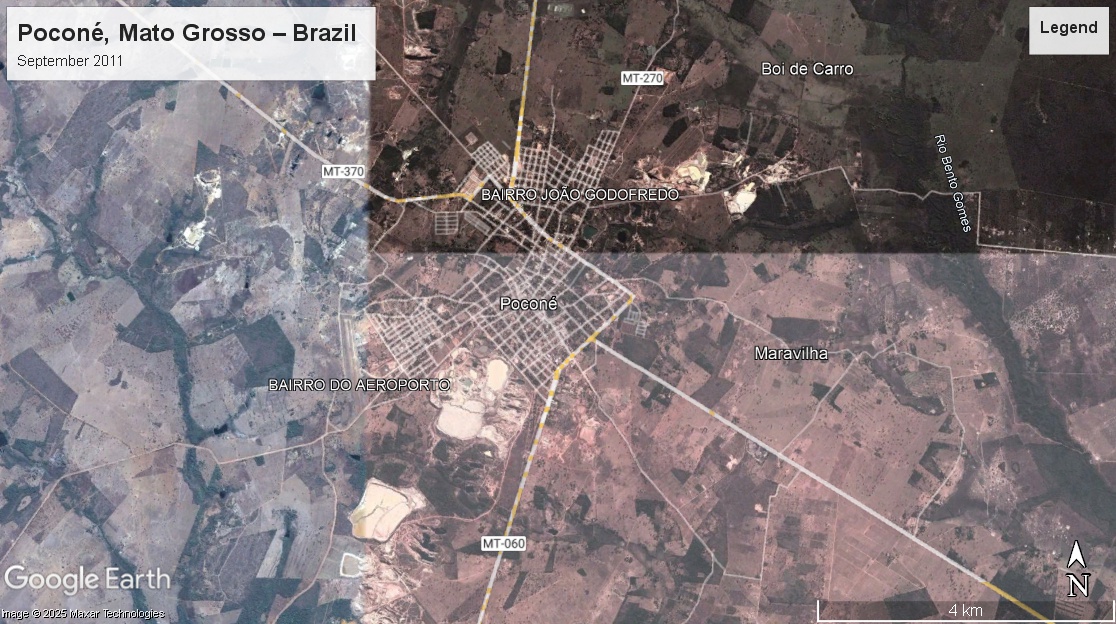 Poconé, Mato Grosso – Brazil
September 2011
Legend
Boi de Carro
MT-270
MT-370
Rio Bento Gomes
BAIRRO JOÃO GODOFREDO
Poconé
Maravilha
BAIRRO DO AEROPORTO
MT-060
N
Google Earth
Image © 2025 Maxar Technologies
4 km